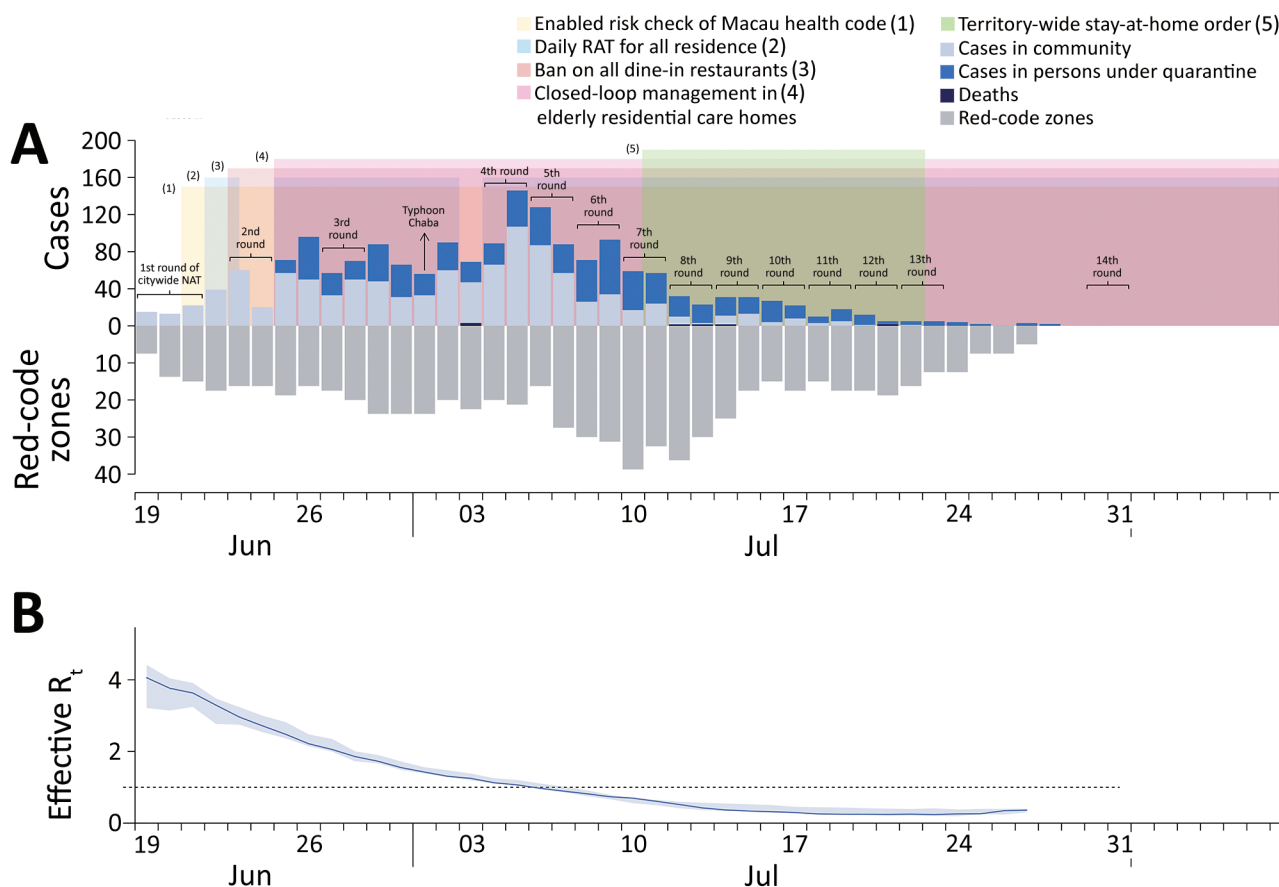 Enabled risk check of Macau health code (1)
Daily RAT for all residence (2)
Ban on all dine-in restaurants (3)
Closed-loop management in (4)
elderly residential care homes
Territory-wide stay-at-home order (5)
Cases in community
Cases in persons under quarantine
Deaths
Red-code zones
A
Cases
200
160
120
80
40
0
Red-code
zones
10
20
30
40
(1)
(2)
(3)
(4)
(5)
1st round of
citywide NAT
2nd
round
3rd
round
Typhoon
Chaba
4th round
5th
round
6th
round
7th
round
8th
round
9th
round
10th
round
11th
round
12th
round
13th
round
14th
round
19 26 03 10 17 24 31
Jun Jul
B
Effective Rt
4
2
0
19 26 03 10 17 24 31
Jun Jul